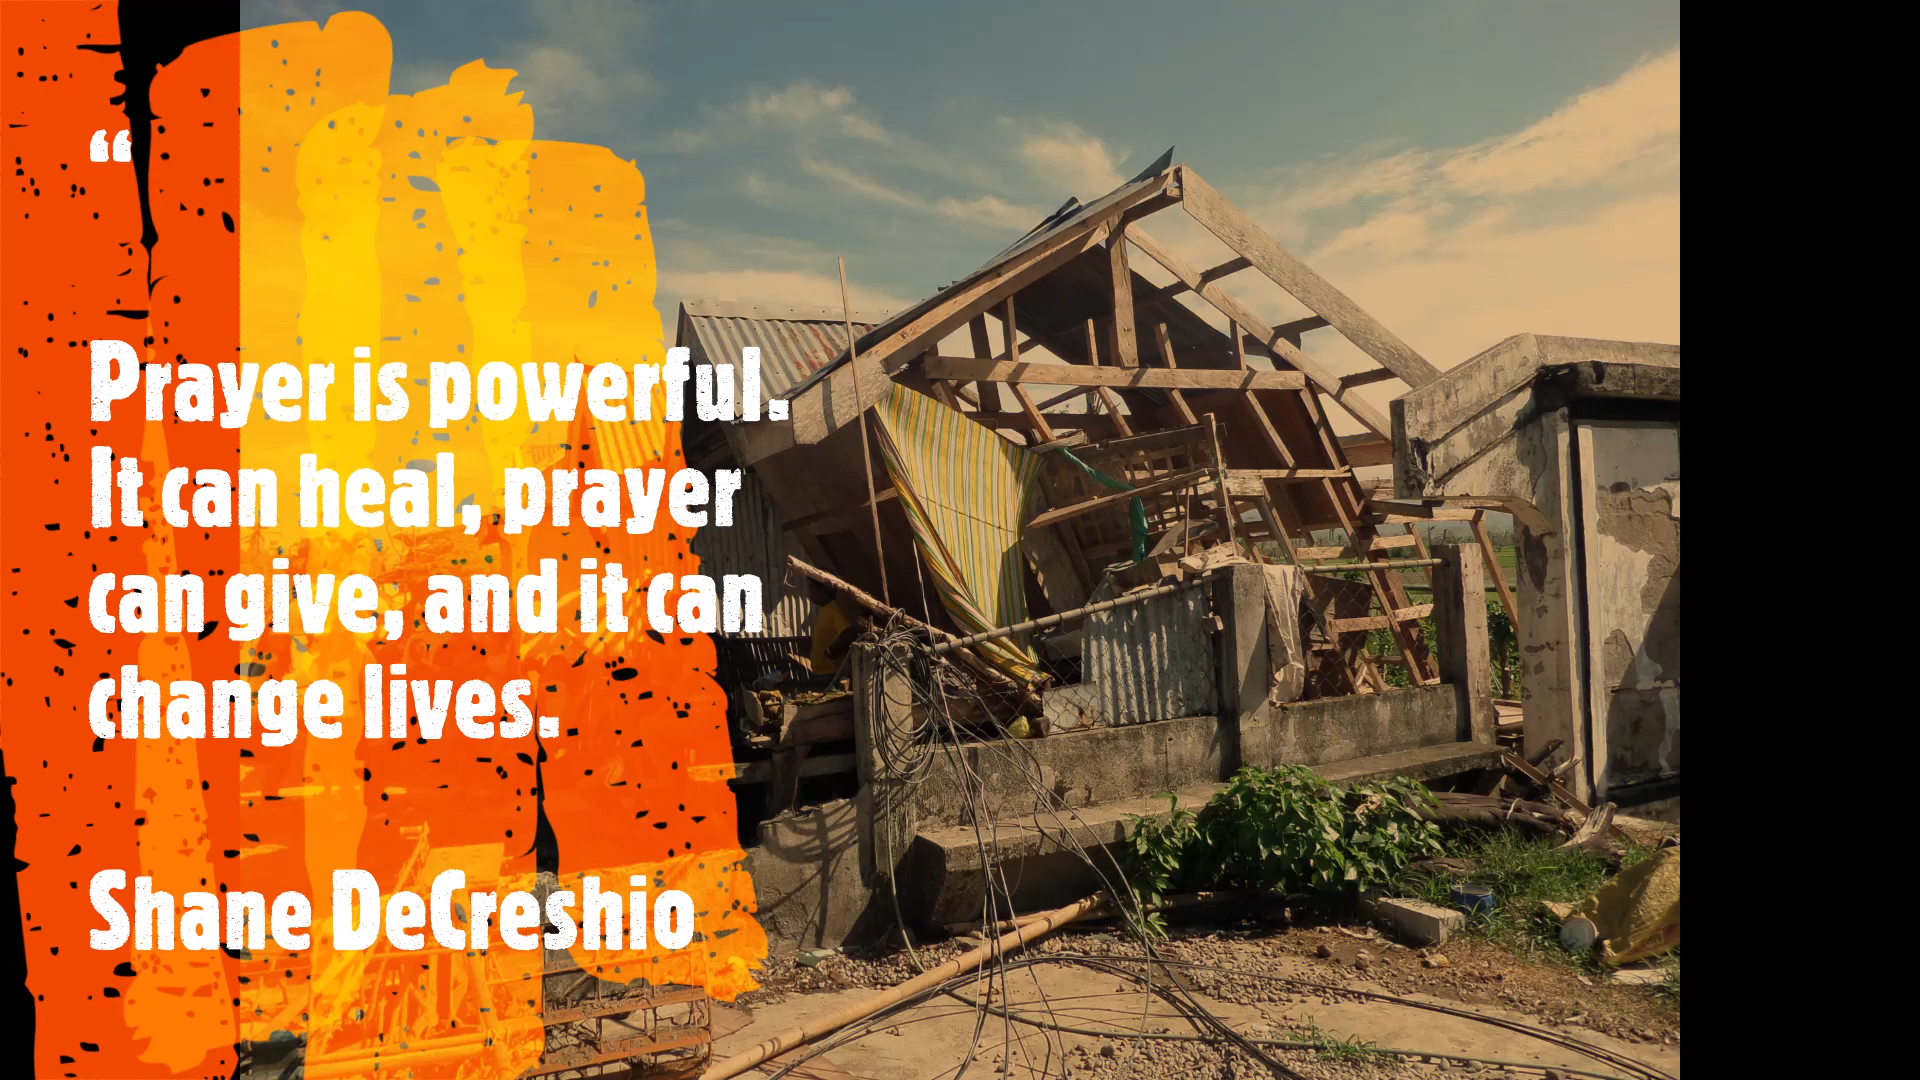 “
Prayer is powerful.
It can heal, prayer
can give, and it can
change lives.
Shane DeCreshio